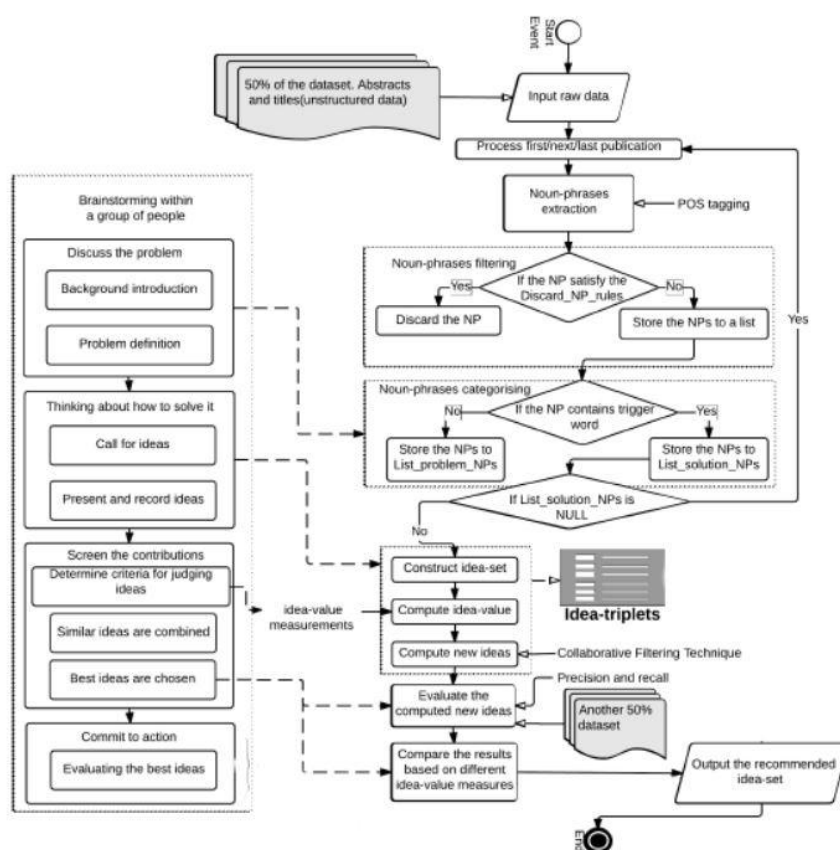 Start
Event
50% of the dataset. Abstracts
and titles(unstructured data)
Input raw data
Process first/next/last publication
Noun-phrases
extraction
POS tagging
Noun-phrases filtering
If the NP satisfy the
Discard_NP_rules
Yes
No
Discard the NP
Store the NPs to a list
Yes
Noun-phrases categorising
If the NP contains trigger
word
No
Yes
Store the NPs to
List_problem_NPs
Store the NPs to
List_solution_NPs
If List_solution_NPs is
NULL
No
Construct idea-set
Compute idea-value
Compute new ideas
Idea-triplets
idea-value
measurements
Collaborative Filtering Technique
Precision and recall
Evaluate the
computed new ideas
Another 50%
dataset
Compare the results
based on different
idea-value measures
Output the recommended
idea-set
End
Brainstorming within
a group of people
Discuss the problem
Background introduction
Problem definition
Thinking about how to solve it
Call for ideas
Present and record ideas
Screen the contributions
Determine criteria for judging
ideas
Similar ideas are combined
Best ideas are chosen
Commit to action
Evaluating the best ideas